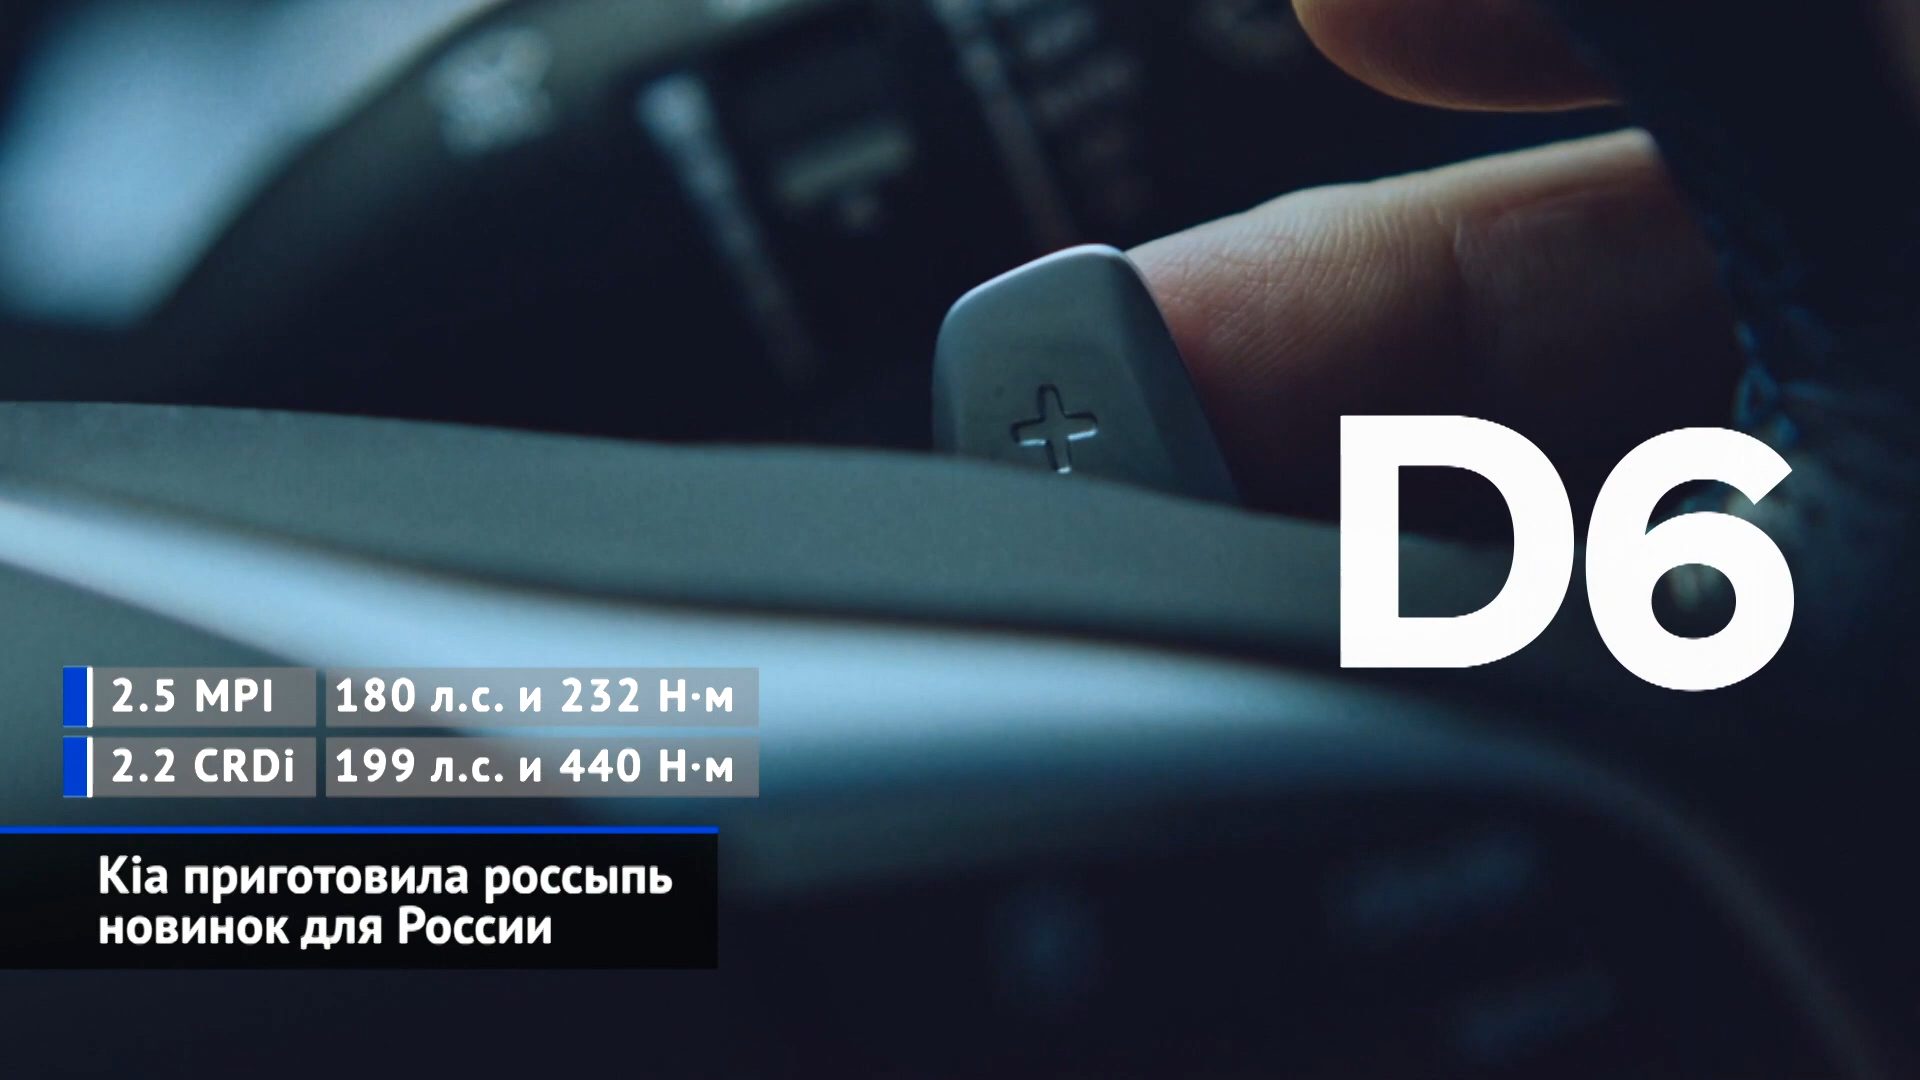 D6
2.5 MPI 180 л.с. и 232 Н·м
2.2 CRDi 199 л.с. и 440 Н·м
Kia приготовила россыпь
новинок для России